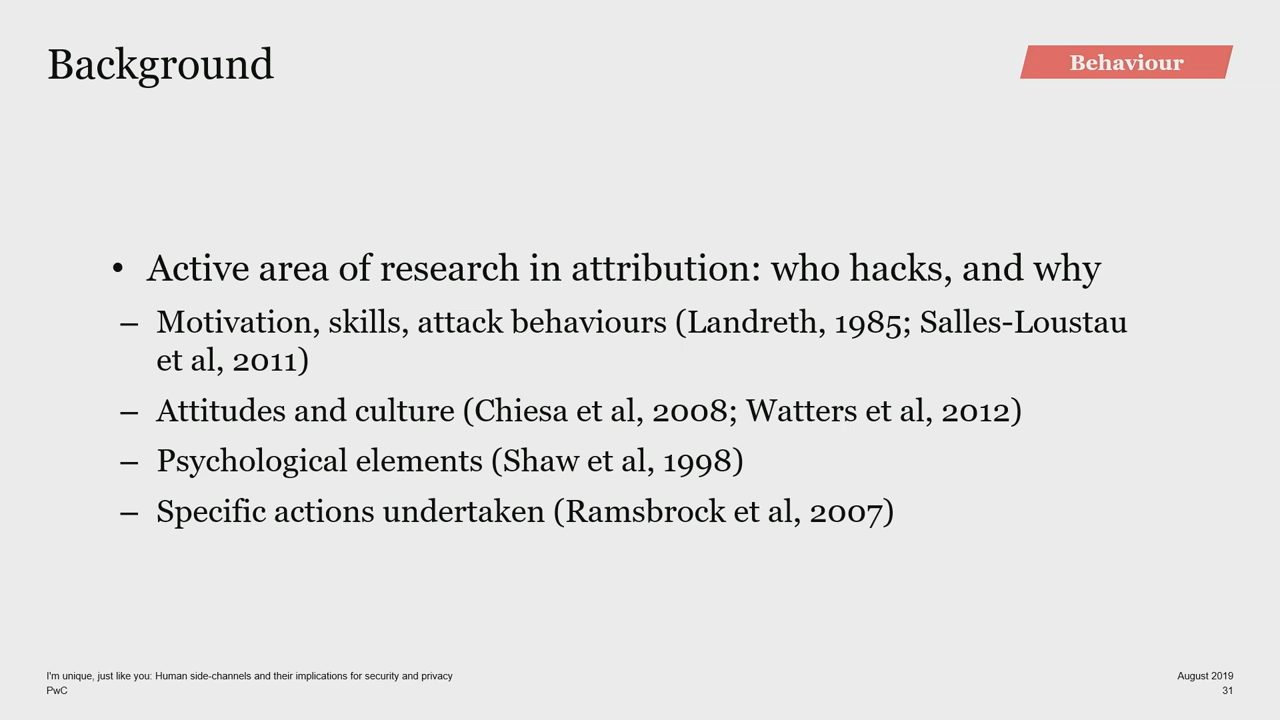 Background
Behaviour
• Active area of research in attribution: who hacks, and why
– Motivation, skills, attack behaviours (Landreth, 1985; Salles-Loustau
et al, 2011)
– Attitudes and culture (Chiesa et al, 2008; Watters et al, 2012)
– Psychological elements (Shaw et al, 1998)
– Specific actions undertaken (Ramsbrock et al, 2007)
I'm unique, just like you: Human side-channels and their implications for security and privacy
August 2019
PwC
31